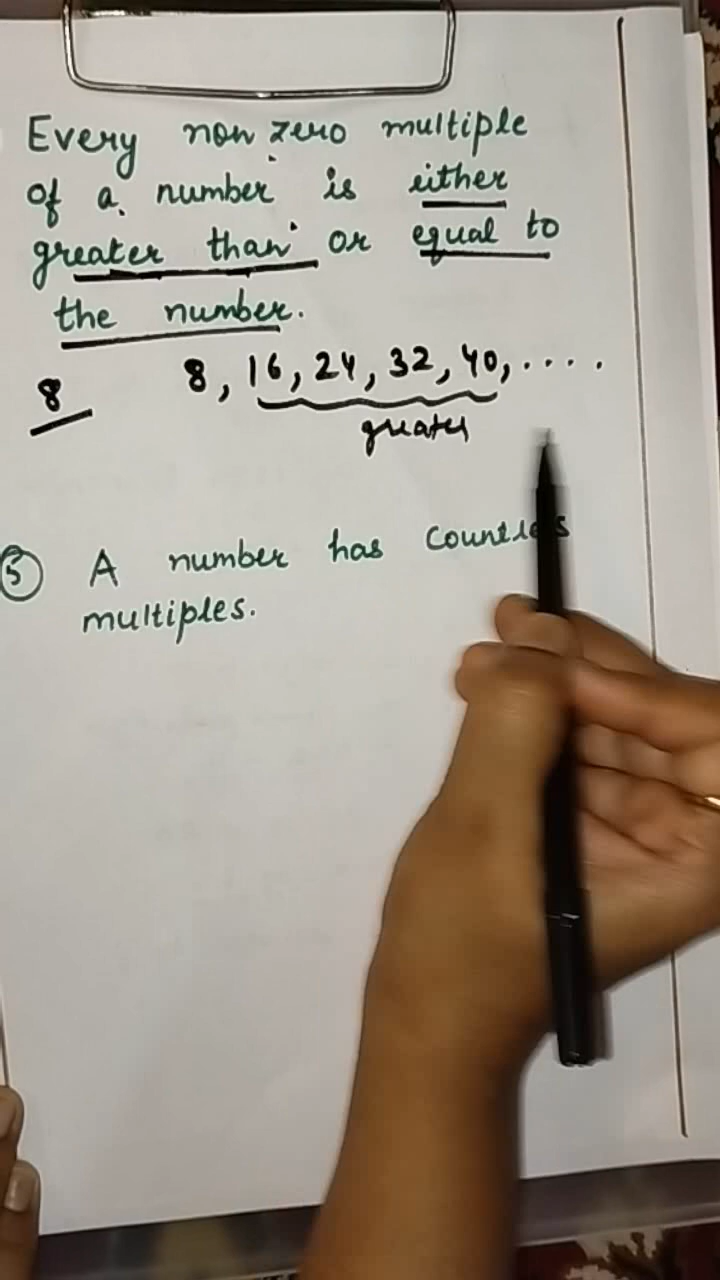 Every non zero multiple
of a number is either
greater than or equal to
the number.
8 8, 16, 24, 32, 40, ....
greater
5 A number has countless
multiples.